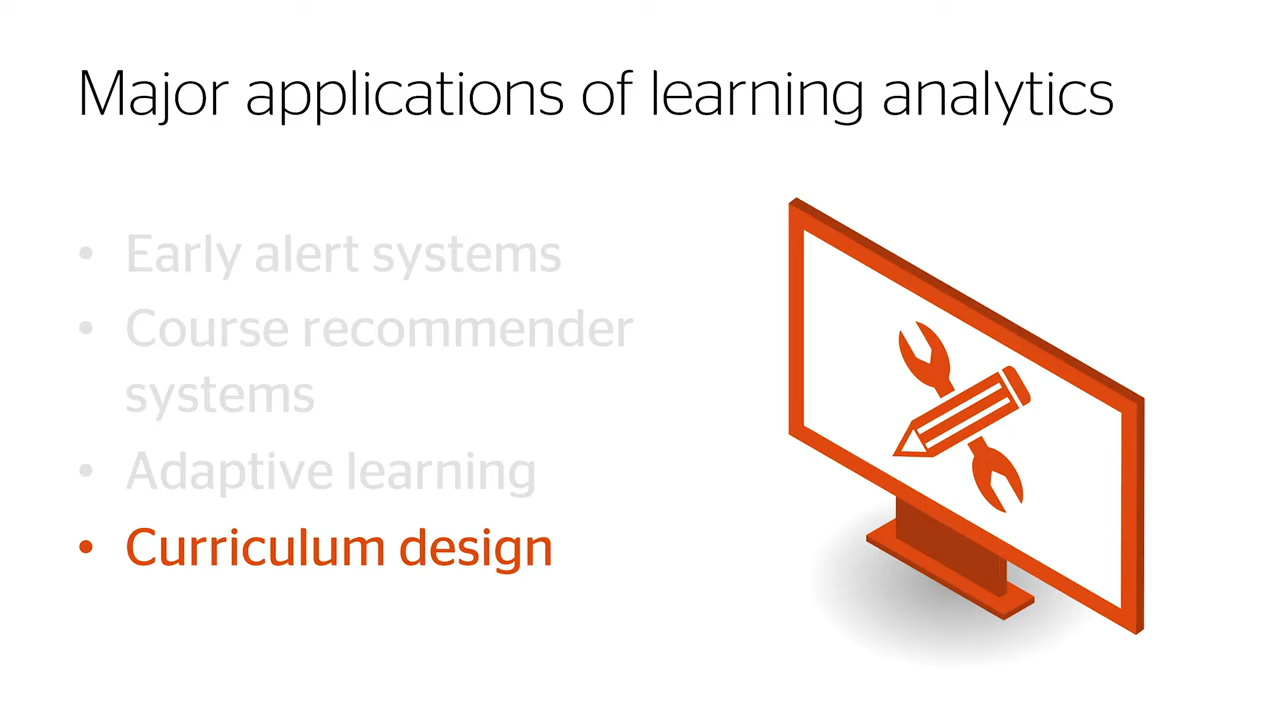 Major applications of learning analytics
• Early alert systems
• Course recommender
systems
• Adaptive learning
• Curriculum design